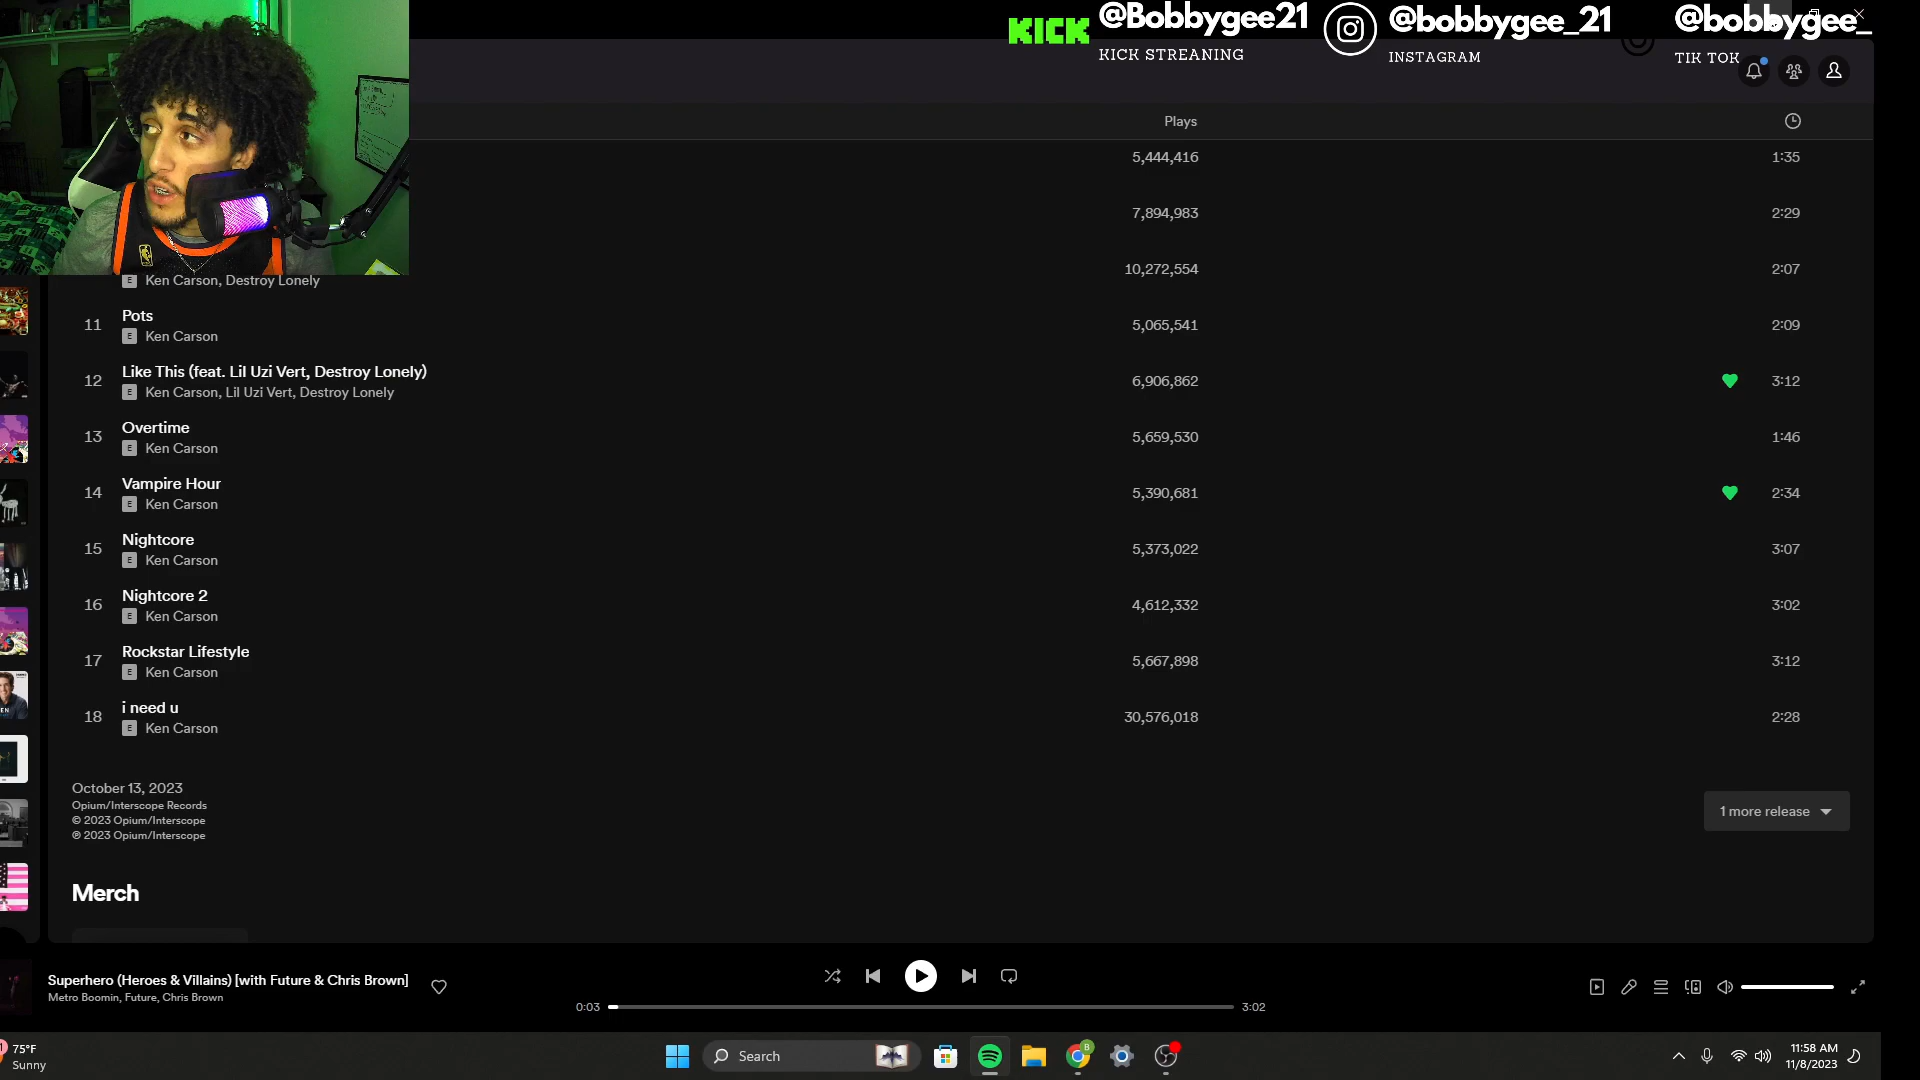 KICK
@Bobbygee21
KICK STREANING
@bobbygee_21
INSTAGRAM
@bobbygee_
TIK TOK
Plays
5,444,416 1:35
7,894,983 2:29
10,272,554 2:07
E Ken Carson, Destroy Lonely
11 Pots 5,065,541 2:09
E Ken Carson
12 Like This (feat. Lil Uzi Vert, Destroy Lonely) 6,906,862 3:12
E Ken Carson, Lil Uzi Vert, Destroy Lonely
13 Overtime 5,659,530 1:46
E Ken Carson
14 Vampire Hour 5,390,681 2:34
E Ken Carson
15 Nightcore 5,373,022 3:07
E Ken Carson
16 Nightcore 2 4,612,332 3:02
E Ken Carson
17 Rockstar Lifestyle 5,667,898 3:12
E Ken Carson
18 i need u 30,576,018 2:28
E Ken Carson
October 13, 2023
Opium/Interscope Records
© 2023 Opium/Interscope
℗ 2023 Opium/Interscope
1 more release
Merch
Superhero (Heroes & Villains) [with Future & Chris Brown]
Metro Boomin, Future, Chris Brown
0:03 3:02
1
75°F
Sunny
Search
B
11:58 AM
11/8/2023